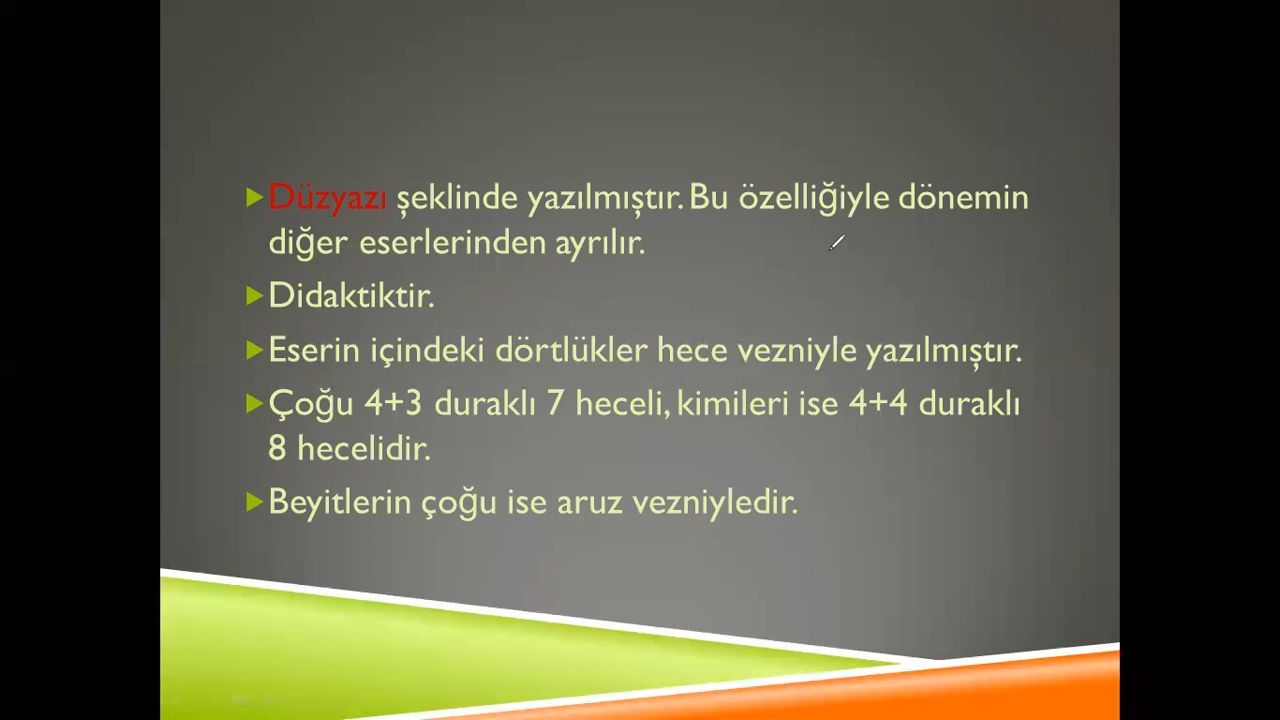 Düzyazı şeklinde yazılmıştır. Bu özelliğiyle dönemin
diğer eserlerinden ayrılır.
Didaktiktir.
Eserin içindeki dörtlükler hece vezniyle yazılmıştır.
Çoğu 4+3 duraklı 7 heceli, kimileri ise 4+4 duraklı
8 hecelidir.
Beyitlerin çoğu ise aruz vezniyledir.